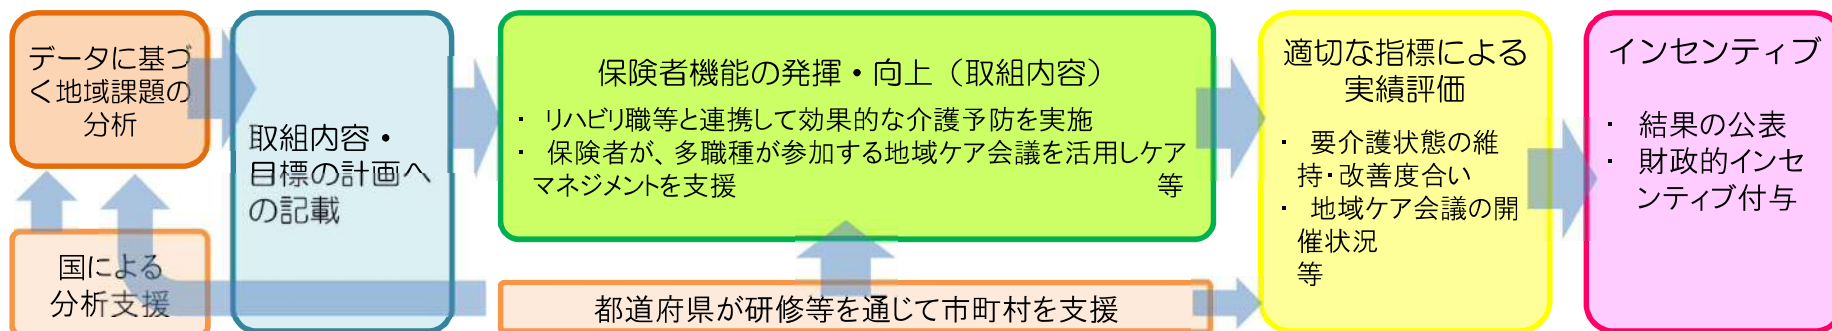 データに基づ
く地域課題の
分析
国による
分析支援
取組内容・
目標の計画へ
の記載
保険者機能の発揮・向上（取組内容）
・ リハビリ職等と連携して効果的な介護予防を実施
・ 保険者が、多職種が参加する地域ケア会議を活用しケア
マネジメントを支援 等
都道府県が研修等を通じて市町村を支援
適切な指標による
実績評価
・ 要介護状態の維
持・改善度合い
・ 地域ケア会議の開
催状況
等
インセンティブ
・ 結果の公表
・ 財政的インセ
ンティブ付与